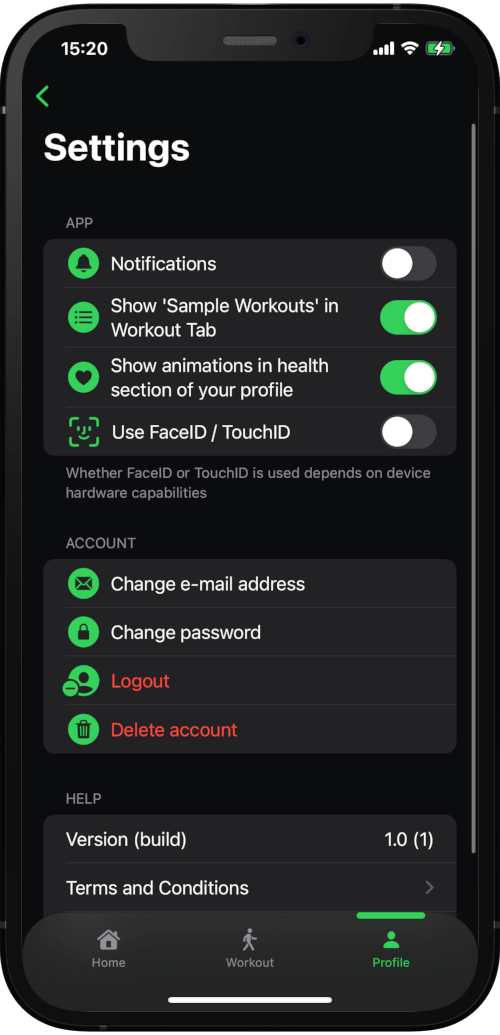 15:20
Settings
APP
Notifications
Show 'Sample Workouts' in
Workout Tab
Show animations in health
section of your profile
Use FaceID / TouchID
Whether FaceID or TouchID is used depends on device
hardware capabilities
ACCOUNT
Change e-mail address
Change password
Logout
Delete account
HELP
Version (build) 1.0 (1)
Terms and Conditions
Home Workout Profile